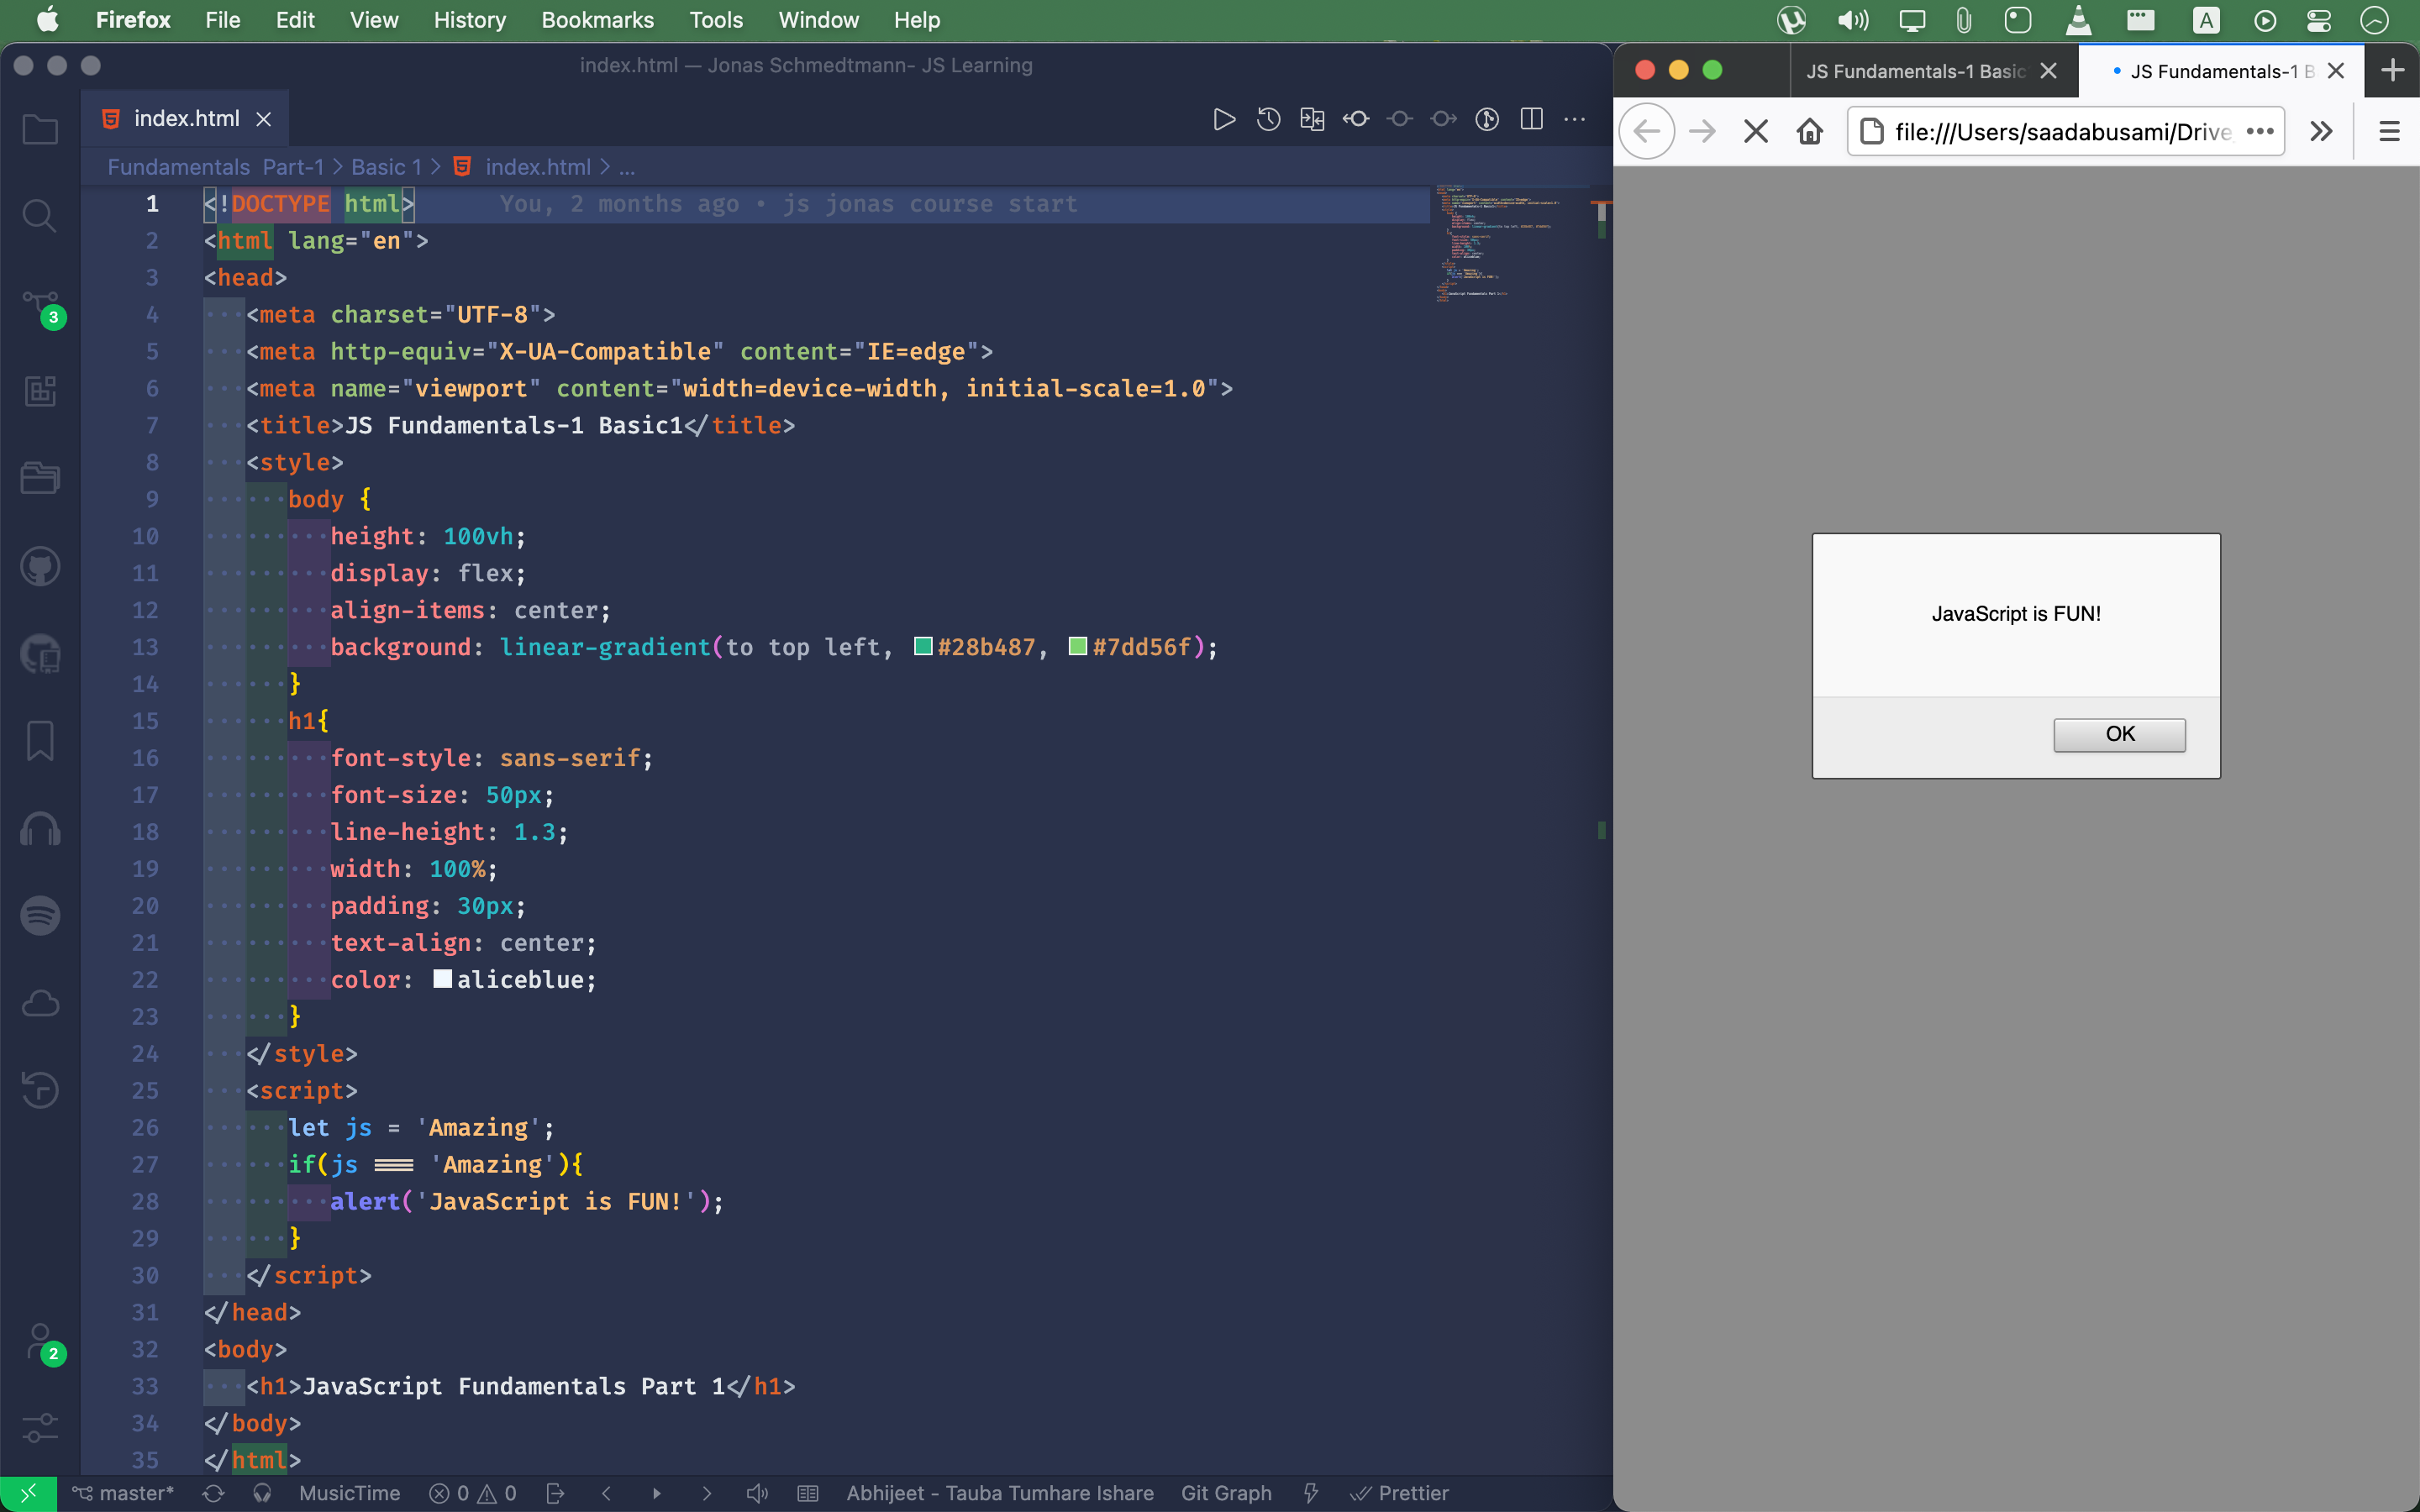 Firefox File Edit View History Bookmarks Tools Window Help
A
index.html — Jonas Schmedtmann- JS Learning
index.html
Fundamentals Part-1 > Basic 1 > index.html > ...
1 <!DOCTYPE html> You, 2 months ago • js jonas course start
2 <html lang="en">
3 <head>
4 <meta charset="UTF-8">
5 <meta http-equiv="X-UA-Compatible" content="IE=edge">
6 <meta name="viewport" content="width=device-width, initial-scale=1.0">
7 <title>JS Fundamentals-1 Basic1</title>
8 <style>
9 body {
10 height: 100vh;
11 display: flex;
12 align-items: center;
13 background: linear-gradient(to top left, #28b487, #7dd56f);
14 }
15 h1{
16 font-style: sans-serif;
17 font-size: 50px;
18 line-height: 1.3;
19 width: 100%;
20 padding: 30px;
21 text-align: center;
22 color: aliceblue;
23 }
24 </style>
25 <script>
26 let js = 'Amazing';
27 if(js === 'Amazing'){
28 alert('JavaScript is FUN!');
29 }
30 </script>
31 </head>
32 <body>
33 <h1>JavaScript Fundamentals Part 1</h1>
34 </body>
35 </html>
3
2
master* MusicTime 0 0 Abhijeet - Tauba Tumhare Ishare Git Graph Prettier
JS Fundamentals-1 Basic
JS Fundamentals-1 B
file:///Users/saadabusami/Drive
JavaScript is FUN!
OK